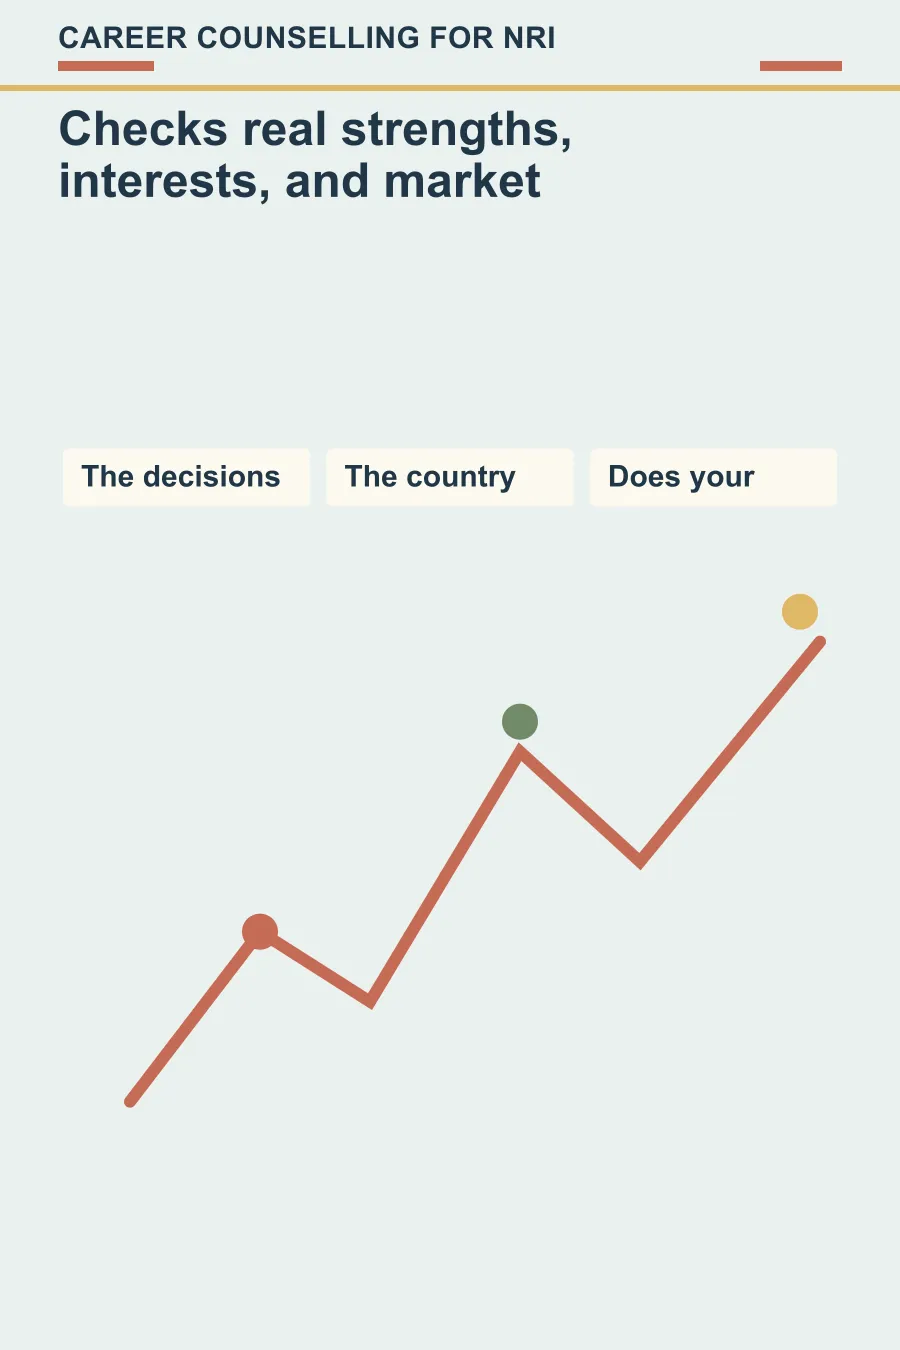 CAREER COUNSELLING FOR NRI
Checks real strengths,
interests, and market
The decisions
The country
Does your